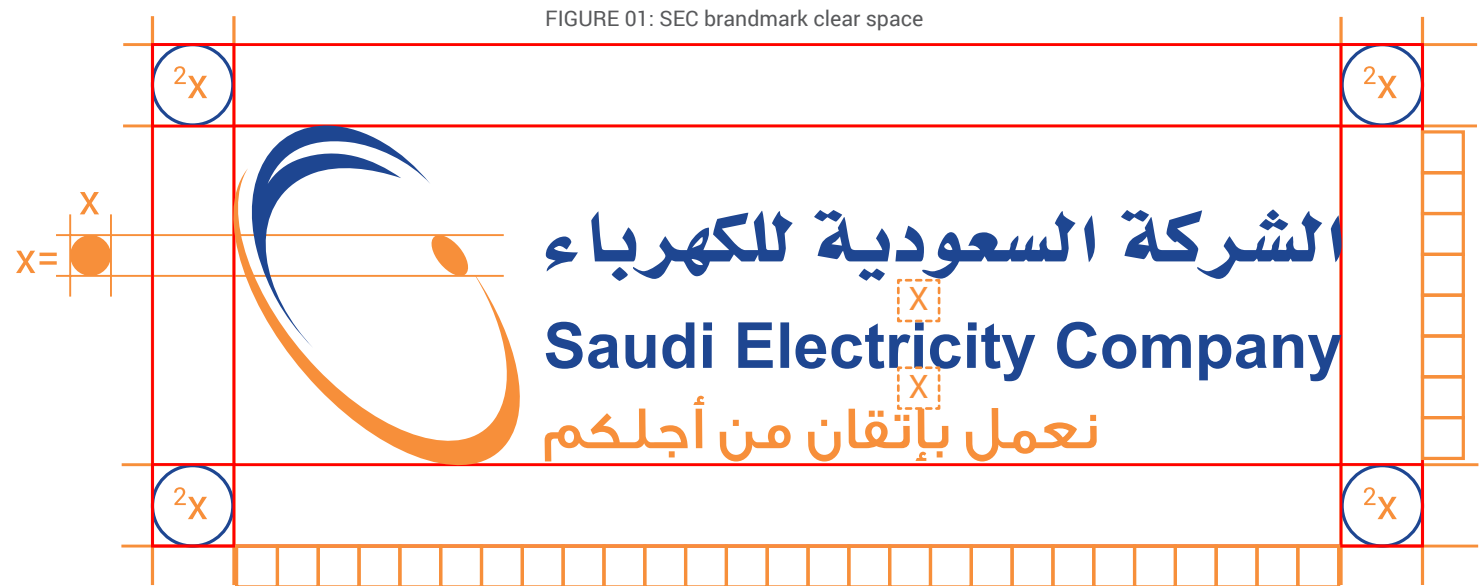 FIGURE 01: SEC brandmark clear space
2X
2X
X
X=
الشركة السعودية للكهرباء
X
Saudi Electricity Company
X
نعمل بإتقان من أجلكم
2X
2X